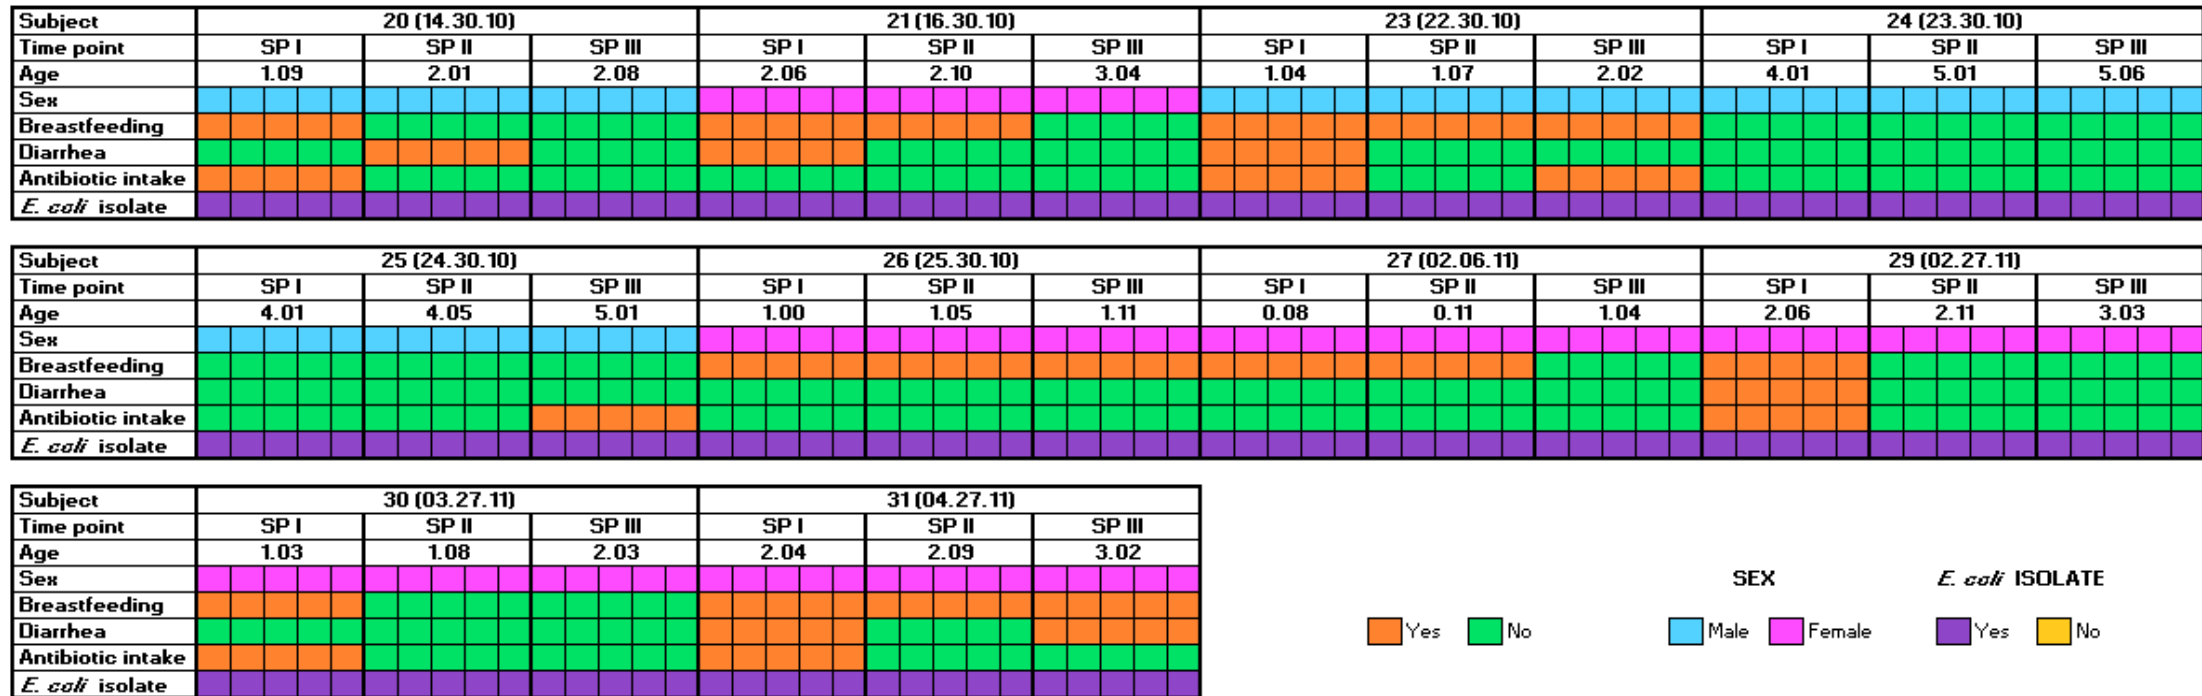 Subject 20 (14.30.10) 21 (16.30.10) 23 (22.30.10) 24 (23.30.10)
Time point SP I SP II SP III SP I SP II SP III SP I SP II SP III SP I SP II SP III
Age 1.09 2.01 2.08 2.06 2.10 3.04 1.04 1.07 2.02 4.01 5.01 5.06
Sex
Breastfeeding
Diarrhea
Antibiotic intake
E. coli isolate
Subject 25 (24.30.10) 26 (25.30.10) 27 (02.06.11) 29 (02.27.11)
Time point SP I SP II SP III SP I SP II SP III SP I SP II SP III SP I SP II SP III
Age 4.01 4.05 5.01 1.00 1.05 1.11 0.08 0.11 1.04 2.06 2.11 3.03
Sex
Breastfeeding
Diarrhea
Antibiotic intake
E. coli isolate
Subject 30 (03.27.11) 31 (04.27.11)
Time point SP I SP II SP III SP I SP II SP III
Age 1.03 1.08 2.03 2.04 2.09 3.02
Sex
Breastfeeding
Diarrhea
Antibiotic intake
E. coli isolate
SEX E. coli ISOLATE
Yes No Male Female Yes No